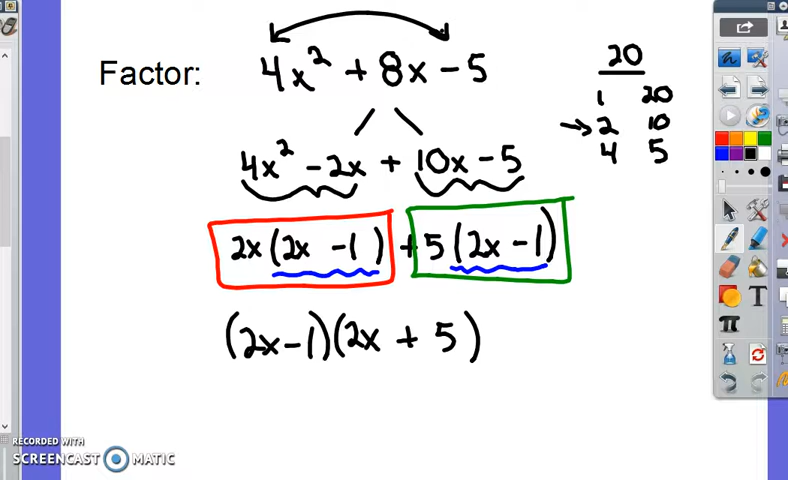 Factor: 4x² + 8x - 5
20
1 20
→ 2 10
4 5
4x² - 2x + 10x - 5
2x(2x - 1) + 5(2x - 1)
(2x - 1)(2x + 5)
T
π
RECORDED WITH
SCREENCAST O MATIC